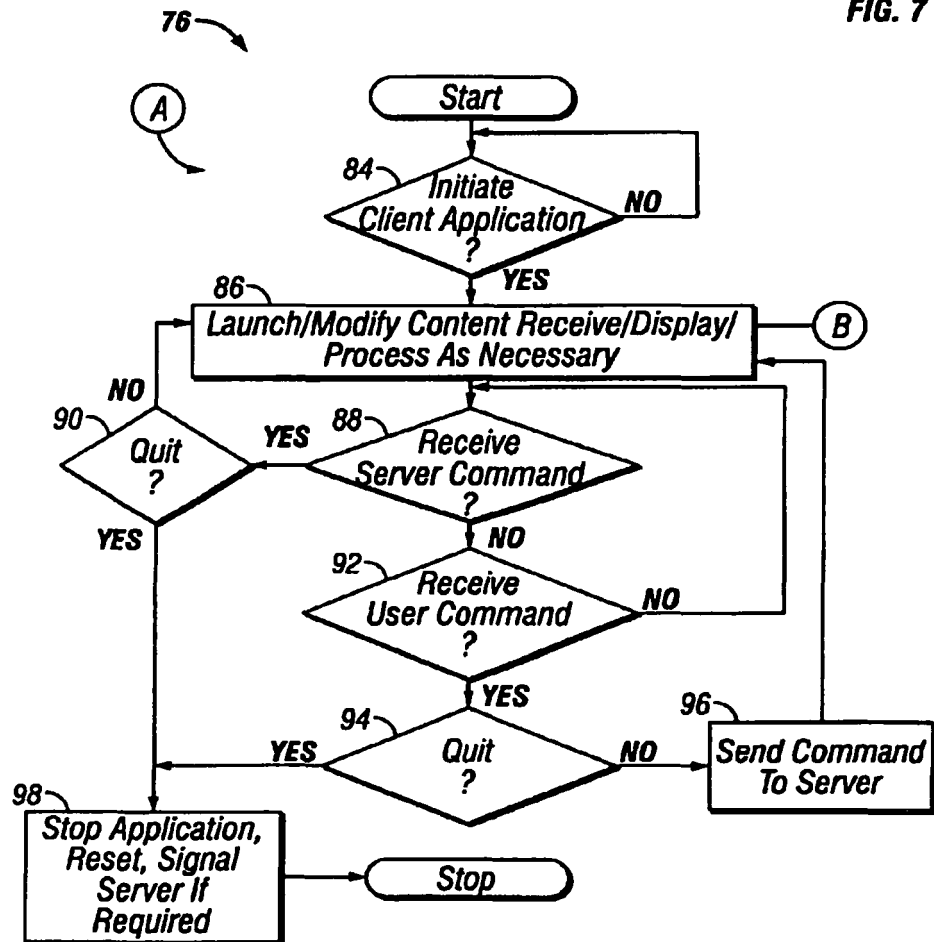 FIG. 7
76
A
Start
84
Initiate
Client Application
?
NO
YES
86
Launch/Modify Content Receive/Display/
Process As Necessary
B
NO
90
Quit
?
YES
88
Receive
Server Command
?
YES
NO
92
Receive
User Command
?
NO
YES
94
Quit
?
YES
NO
96
Send Command
To Server
98
Stop Application,
Reset, Signal
Server If
Required
Stop